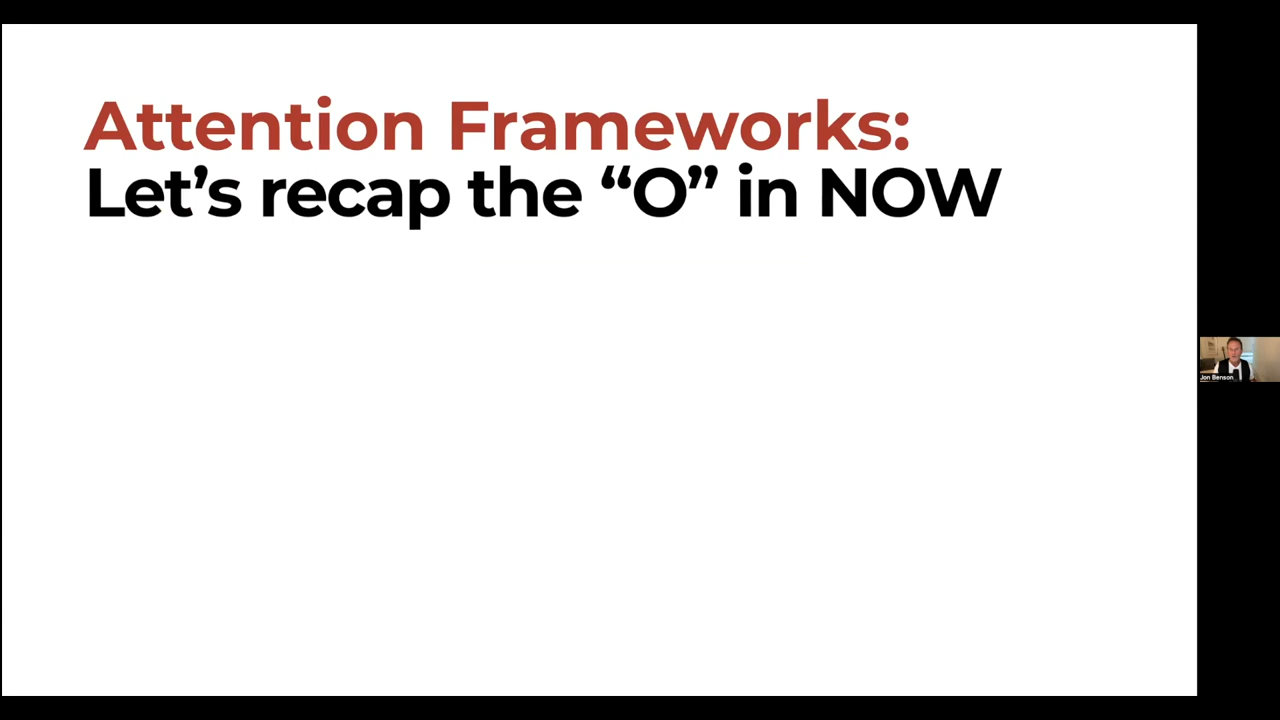 Attention Frameworks:
Let’s recap the “O” in NOW
Jon Benson